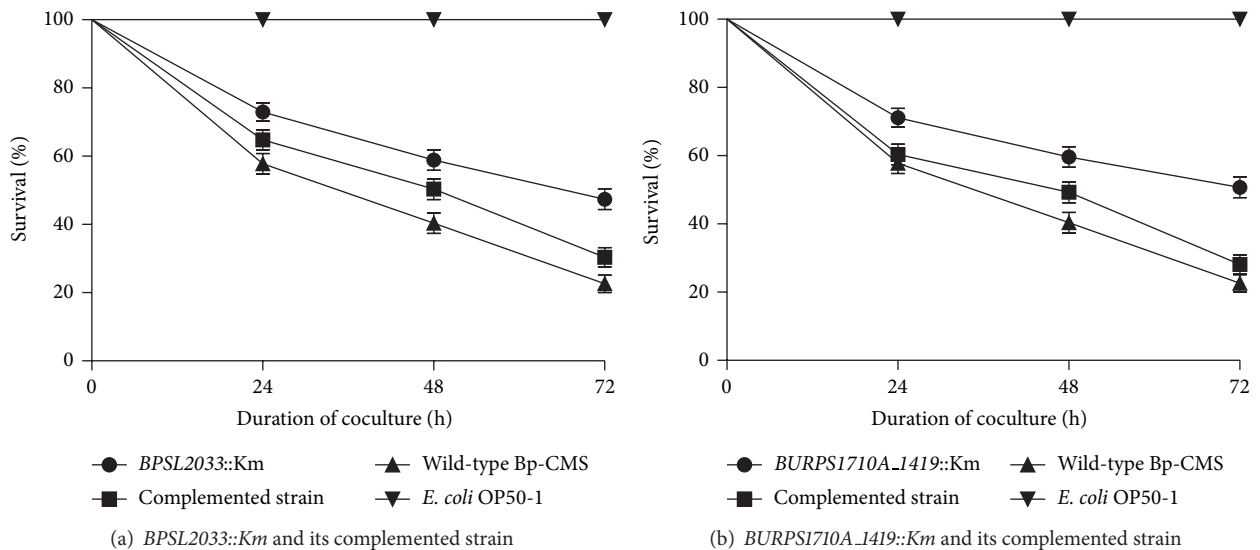 100
80
60
40
20
0
Survival (%)
0
24
48
72
Duration of coculture (h)
BPSL2033::Km
Wild-type Bp-CMS
Complemented strain
E. coli OP50-1
(a) BPSL2033::Km and its complemented strain
100
80
60
40
20
0
Survival (%)
0
24
48
72
Duration of coculture (h)
BURPS1710A_1419::Km
Wild-type Bp-CMS
Complemented strain
E. coli OP50-1
(b) BURPS1710A_1419::Km and its complemented strain